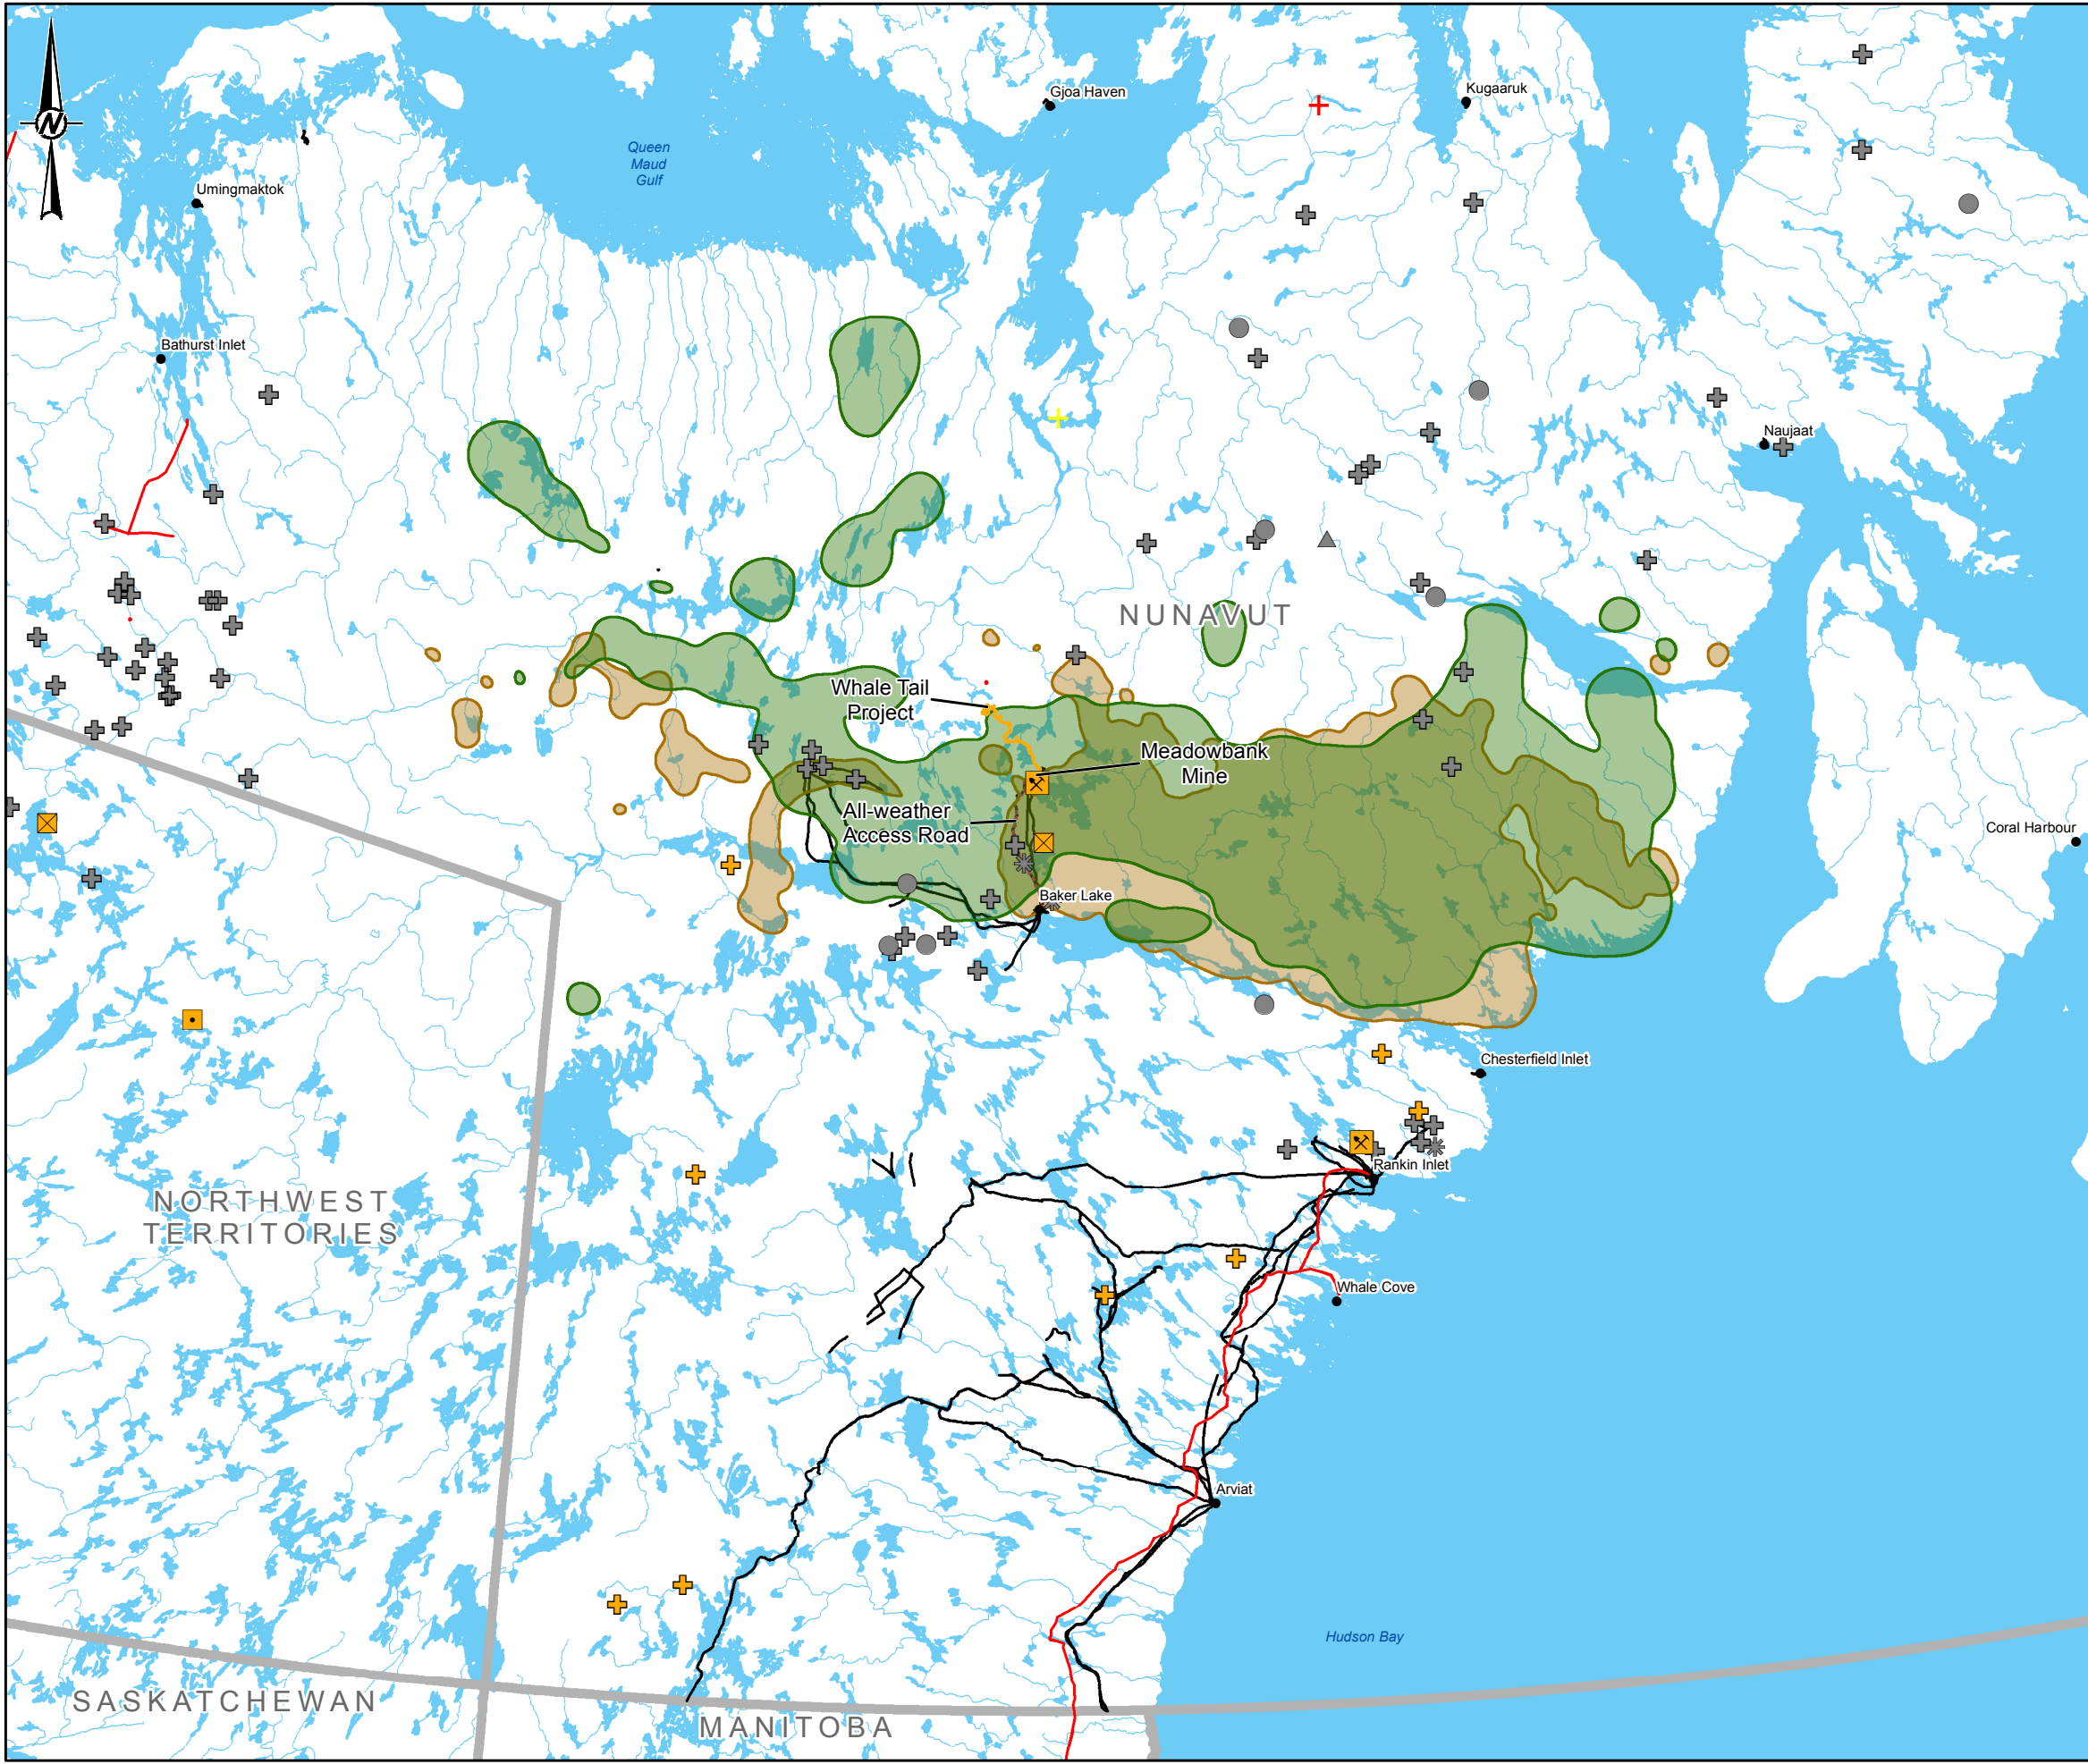 Gjoa Haven
Kugaaruk
N
Queen
Maud
Gulf
Umingmaktok
Bathurst Inlet
Naujaat
NUNAVUT
Whale Tail
Project
Meadowbank
Mine
All-weather
Access Road
Coral Harbour
Baker Lake
Chesterfield Inlet
Rankin Inlet
NORTHWEST
TERRITORIES
Whale Cove
Arviat
Hudson Bay
SASKATCHEWAN
MANITOBA